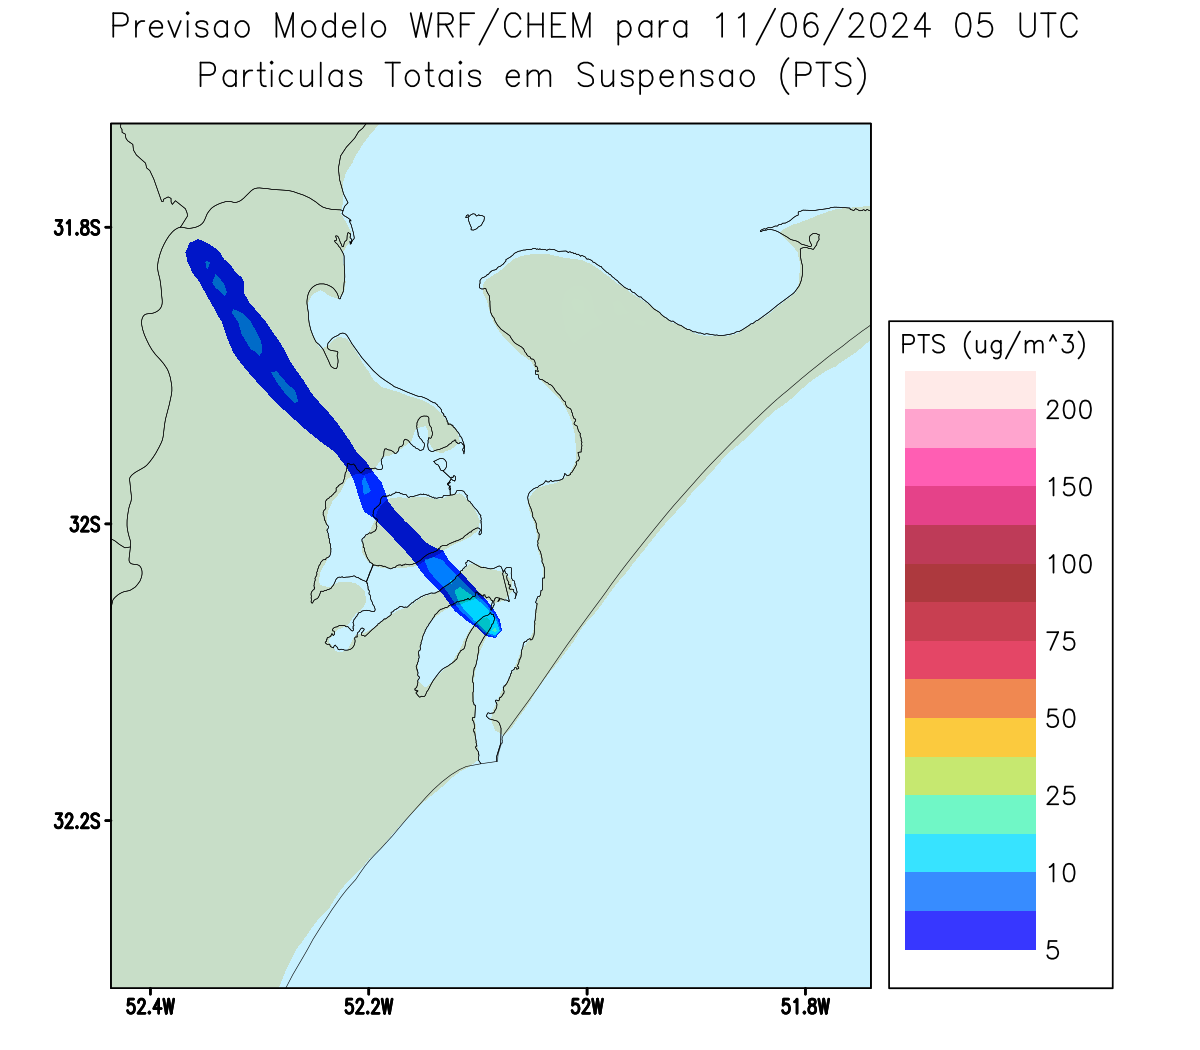 Previsao Modelo WRF/CHEM para 11/06/2024 05 UTC
Particulas Totais em Suspensao (PTS)
31.8S
32S
32.2S
52.4W
52.2W
52W
51.8W
PTS (ug/m^3)
200
150
100
75
50
25
10
5